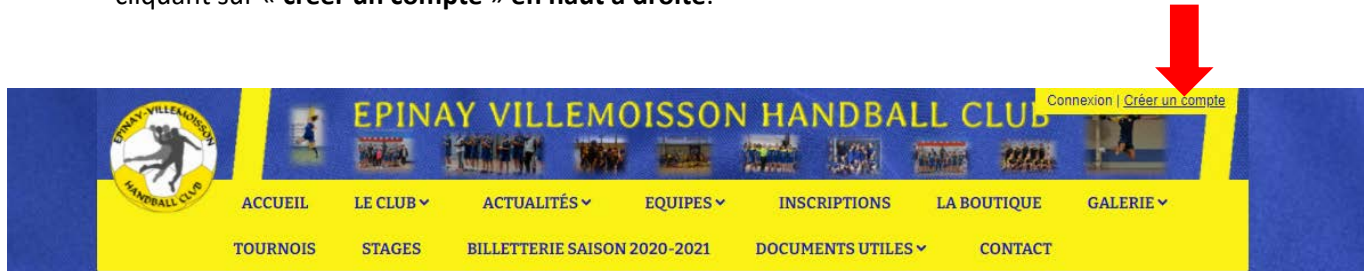 cliquant sur « créer un compte » en haut à droite.
EPINAY-VILLEMOISSON
HANDBALL CLUB
EPINAY VILLEMOISSON HANDBALL CLUB
Connexion | Créer un compte
ACCUEIL LE CLUB ACTUALITÉS EQUIPES INSCRIPTIONS LA BOUTIQUE GALERIE
TOURNOIS STAGES BILLETTERIE SAISON 2020-2021 DOCUMENTS UTILES CONTACT